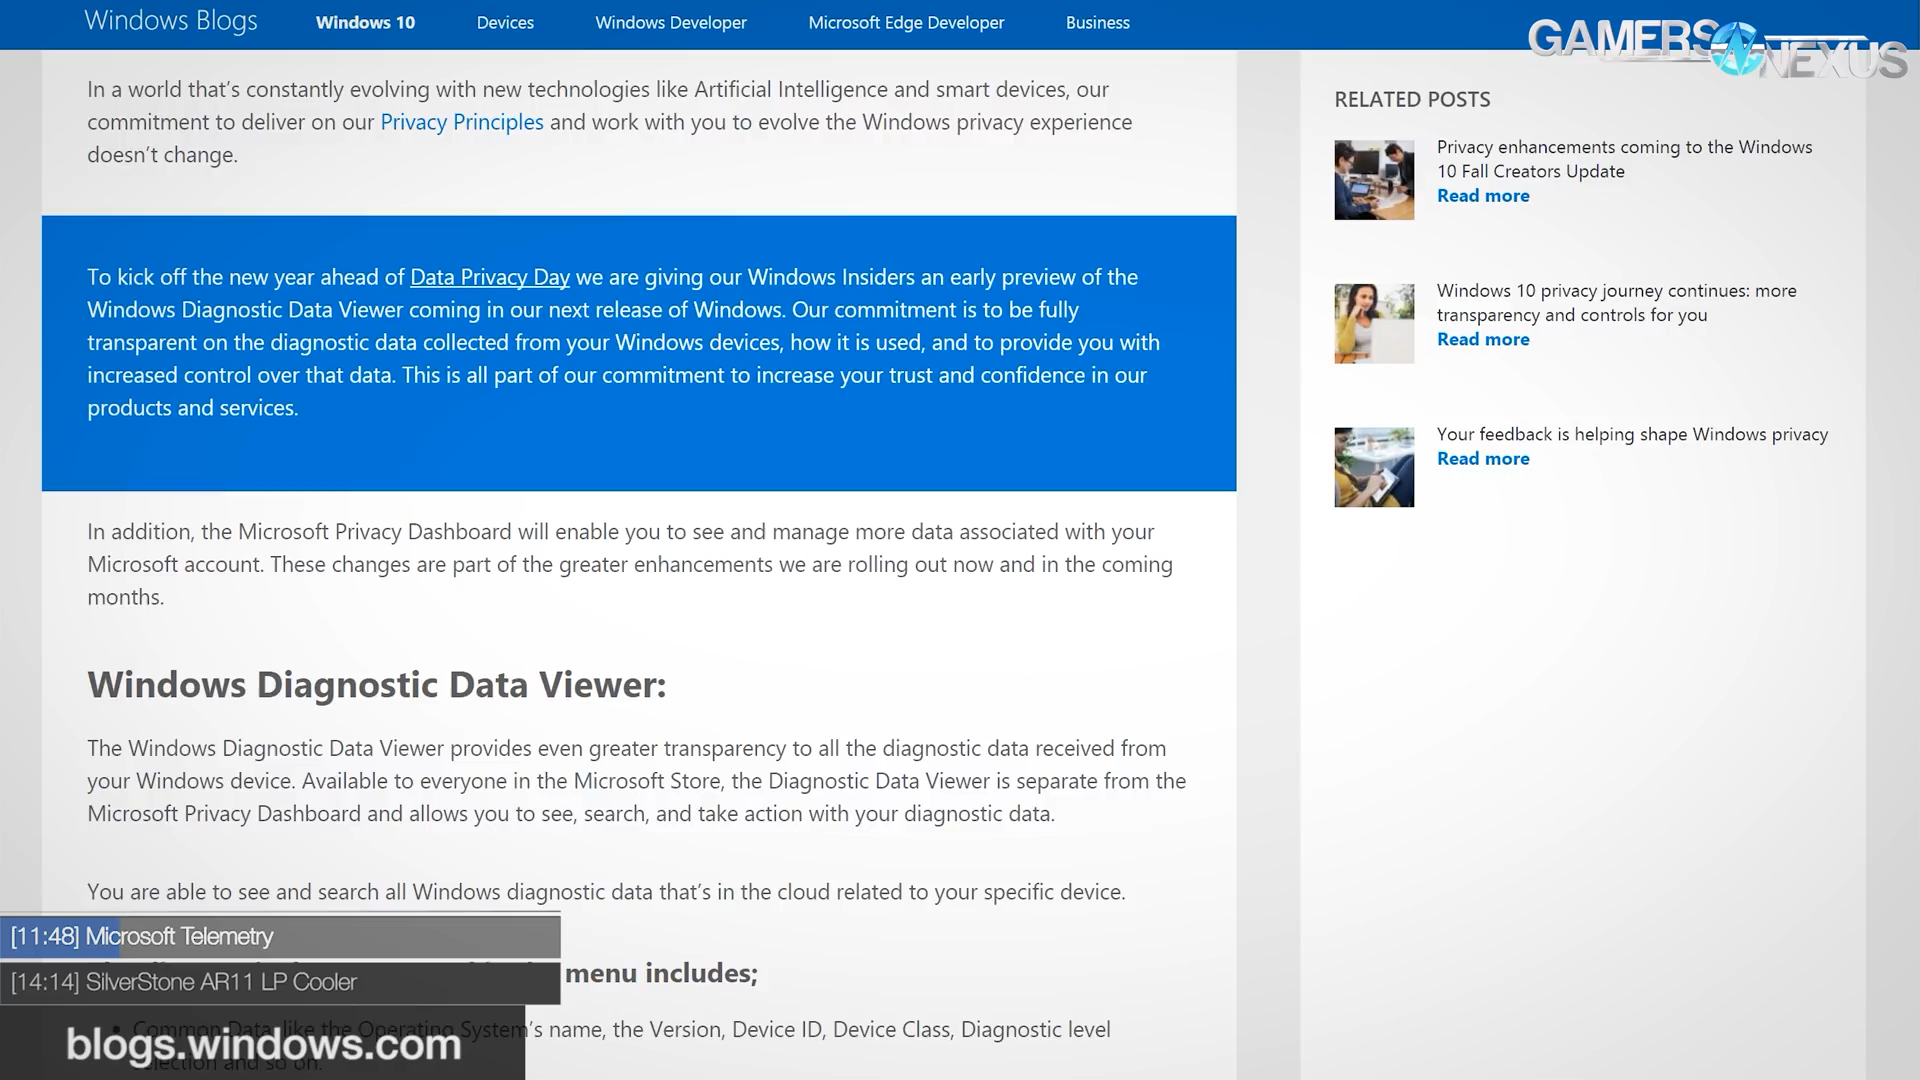 Windows Blogs Windows 10 Devices Windows Developer Microsoft Edge Developer Business
GAMERS NEXUS
In a world that’s constantly evolving with new technologies like Artificial Intelligence and smart devices, our
commitment to deliver on our Privacy Principles and work with you to evolve the Windows privacy experience
doesn’t change.
To kick off the new year ahead of Data Privacy Day we are giving our Windows Insiders an early preview of the
Windows Diagnostic Data Viewer coming in our next release of Windows. Our commitment is to be fully
transparent on the diagnostic data collected from your Windows devices, how it is used, and to provide you with
increased control over that data. This is all part of our commitment to increase your trust and confidence in our
products and services.
In addition, the Microsoft Privacy Dashboard will enable you to see and manage more data associated with your
Microsoft account. These changes are part of the greater enhancements we are rolling out now and in the coming
months.
Windows Diagnostic Data Viewer:
The Windows Diagnostic Data Viewer provides even greater transparency to all the diagnostic data received from
your Windows device. Available to everyone in the Microsoft Store, the Diagnostic Data Viewer is separate from the
Microsoft Privacy Dashboard and allows you to see, search, and take action with your diagnostic data.
You are able to see and search all Windows diagnostic data that’s in the cloud related to your specific device.
menu includes;
Common Data, like the Operating System’s name, the Version, Device ID, Device Class, Diagnostic level
selection and so on.
RELATED POSTS
Privacy enhancements coming to the Windows
10 Fall Creators Update
Read more
Windows 10 privacy journey continues: more
transparency and controls for you
Read more
Your feedback is helping shape Windows privacy
Read more
[11:48] Microsoft Telemetry
[14:14] SilverStone AR11 LP Cooler
blogs.windows.com